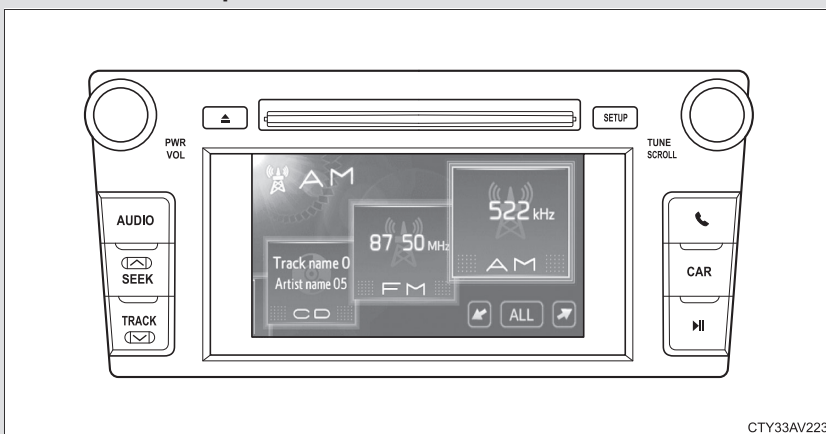 SETUP
PWR
VOL
TUNE
SCROLL
AM
522 kHz
AM
87 50 MHz
FM
Track name 0
Artist name 05
CD
ALL
AUDIO
SEEK
TRACK
CAR
CTY33AV223